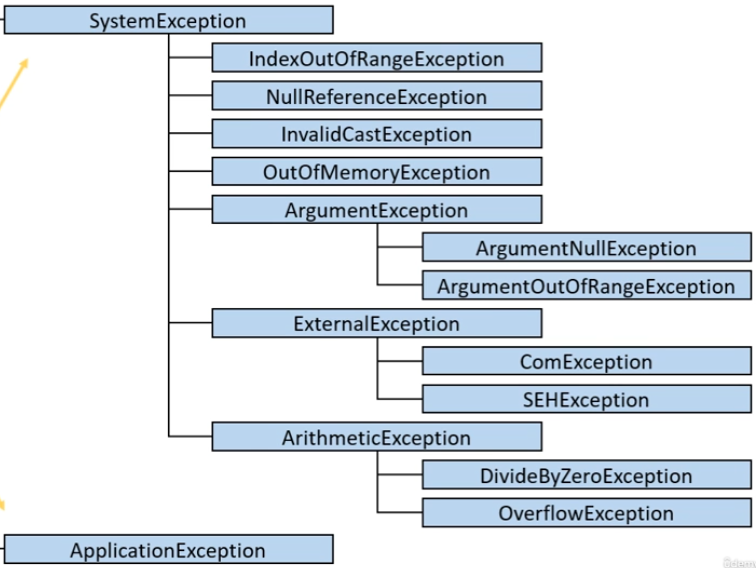 SystemException
IndexOutOfRangeException
NullReferenceException
InvalidCastException
OutOfMemoryException
ArgumentException
ArgumentNullException
ArgumentOutOfRangeException
ExternalException
ComException
SEHException
ArithmeticException
DivideByZeroException
OverflowException
ApplicationException